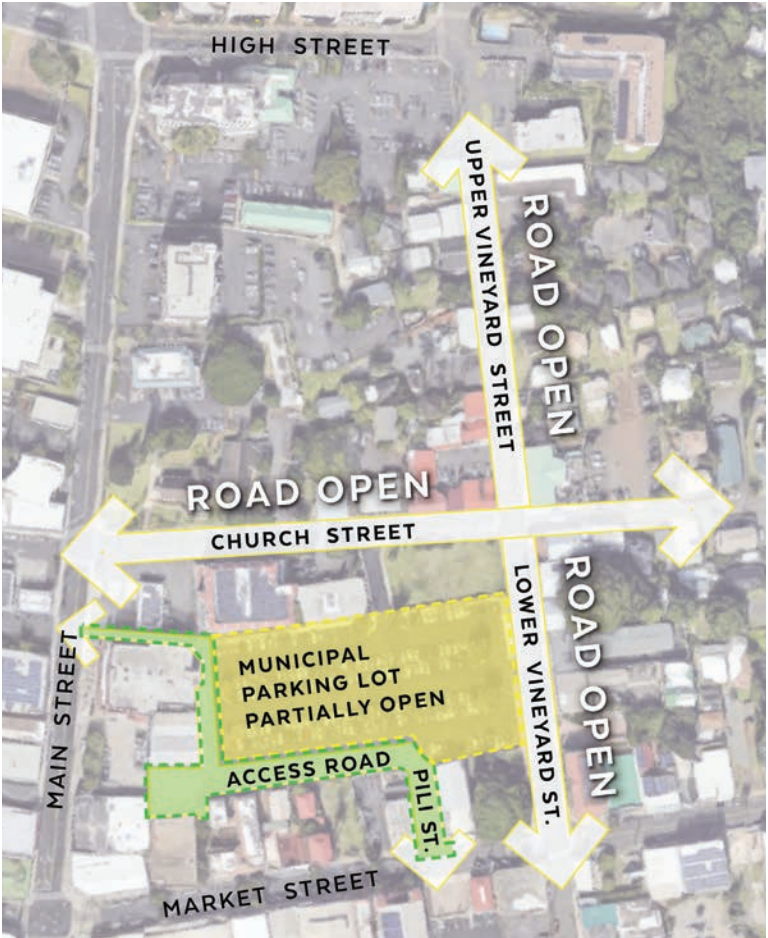 HIGH STREET
UPPER VINEYARD STREET
ROAD OPEN
ROAD OPEN
CHURCH STREET
LOWER VINEYARD ST.
ROAD OPEN
MUNICIPAL
PARKING LOT
PARTIALLY OPEN
MAIN STREET
ACCESS ROAD
PILI ST.
MARKET STREET